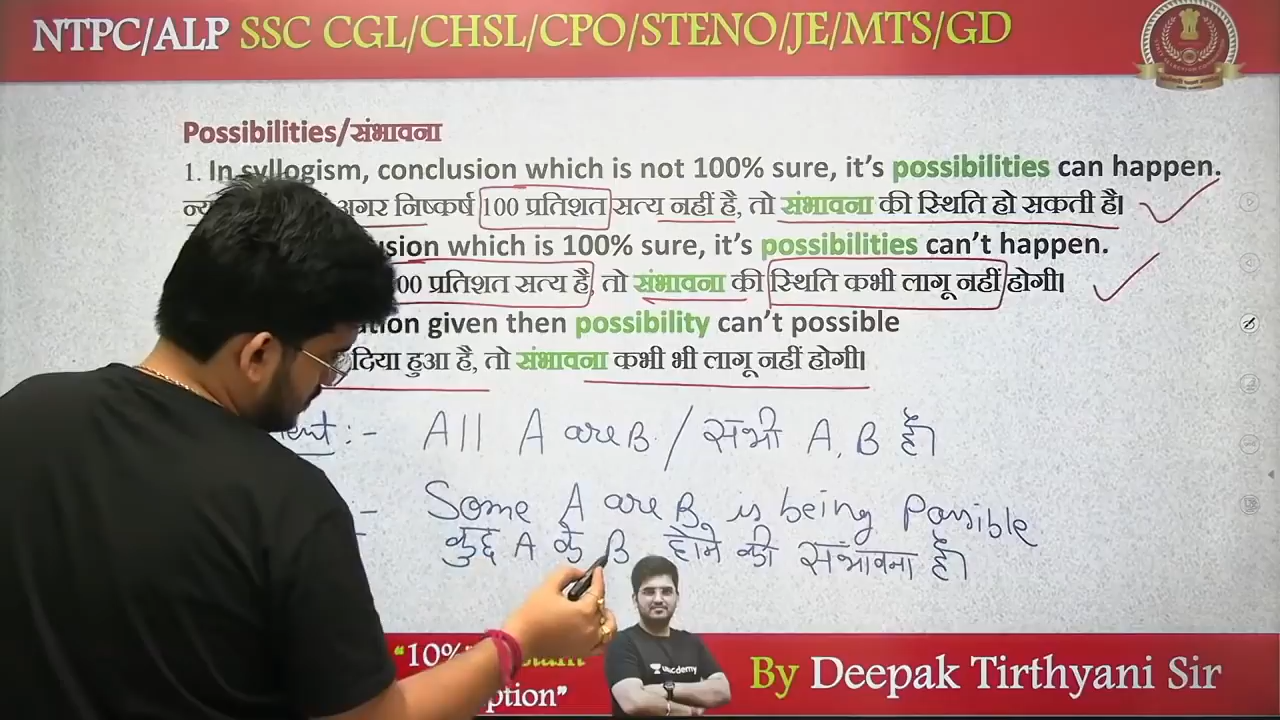 NTPC/ALP SSC CGL/CHSL/CPO/STENO/JE/MTS/GD
Possibilities/संभावना
1. In syllogism, conclusion which is not 100% sure, it’s possibilities can happen.
अगर निष्कर्ष 100 प्रतिशत सत्य नहीं है, तो संभावना की स्थिति हो सकती है।
which is 100% sure, it’s possibilities can’t happen.
प्रतिशत सत्य है, तो संभावना की स्थिति कभी लागू नहीं होगी।
given then possibility can’t possible
दिया हुआ है, तो संभावना कभी भी लागू नहीं होगी।
:- All A are B / सभी A, B हैं
- Some A are B is being Possible
कुछ A के B होने की संभावना है।
“10%
By Deepak Tirthyani Sir